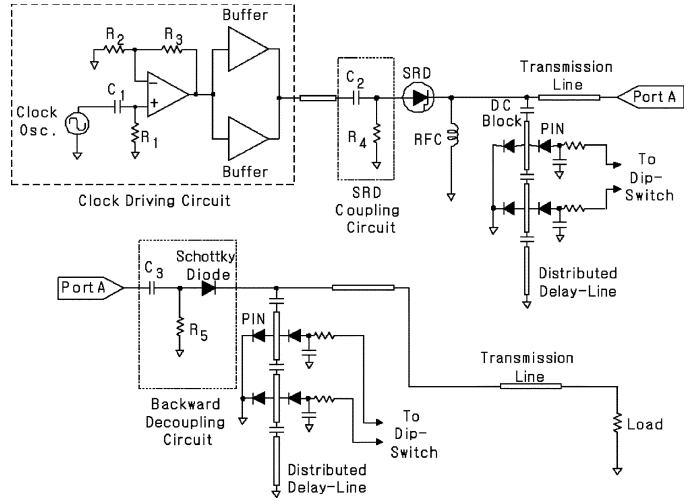 Buffer
R2
R3
C1
Clock
Osc.
R1
Buffer
Clock Driving Circuit
C2
R4
SRD
Coupling
Circuit
SRD
RFC
DC
Block
PIN
Transmission
Line
Port A
To
Dip-
Switch
Distributed
Delay-Line
Port A
C3
Schottky
Diode
R5
Backward
Decoupling
Circuit
PIN
To
Dip-
Switch
Distributed
Delay-Line
Transmission
Line
Load